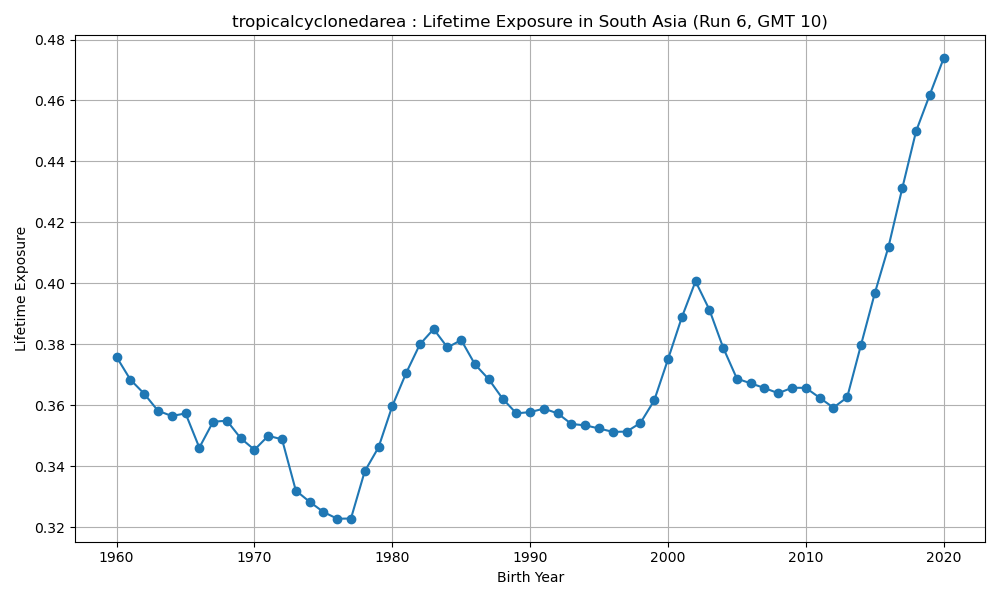 tropicalcyclonedarea : Lifetime Exposure in South Asia (Run 6, GMT 10)
Lifetime Exposure
0.48
0.46
0.44
0.42
0.40
0.38
0.36
0.34
0.32
1960 1970 1980 1990 2000 2010 2020
Birth Year